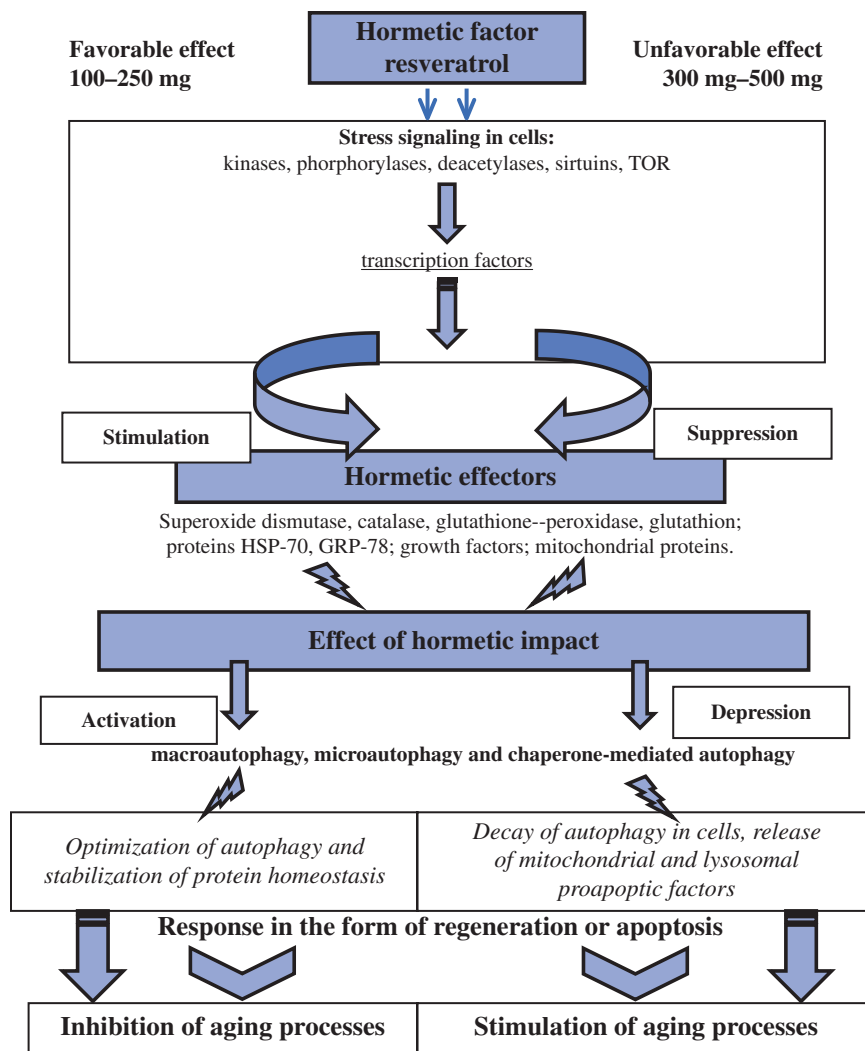 Favorable effect
100–250 mg
Hormetic factor
resveratrol
Unfavorable effect
300 mg–500 mg
Stress signaling in cells:
kinases, phorphorylases, deacetylases, sirtuins, TOR
transcription factors
Stimulation
Suppression
Hormetic effectors
Superoxide dismutase, catalase, glutathione--peroxidase, glutathion;
proteins HSP-70, GRP-78; growth factors; mitochondrial proteins.
Effect of hormetic impact
Activation
Depression
macroautophagy, microautophagy and chaperone-mediated autophagy
Optimization of autophagy and
stabilization of protein homeostasis
Decay of autophagy in cells, release
of mitochondrial and lysosomal
proapoptic factors
Response in the form of regeneration or apoptosis
Inhibition of aging processes
Stimulation of aging processes